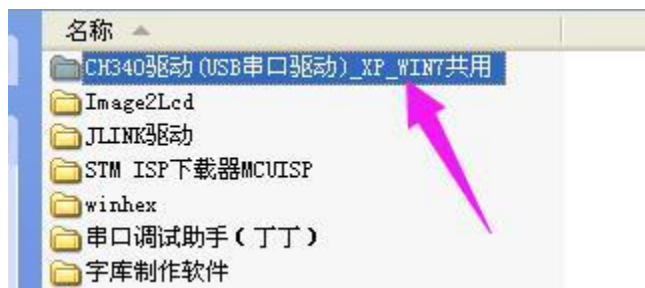 名称
CH340驱动(USB串口驱动)_XP_WIN7共用
Image2Lcd
JLINK驱动
STM ISP下载器MCUISP
winhex
串口调试助手(丁丁)
字库制作软件